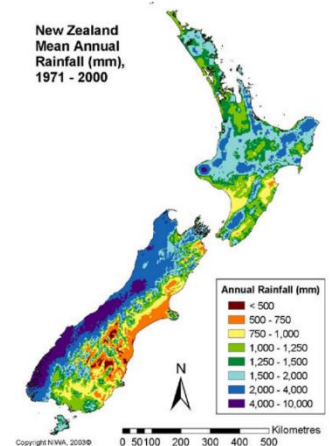 New Zealand
Mean Annual
Rainfall (mm),
1971 - 2000
Annual Rainfall (mm)
< 500
500 - 750
750 - 1,000
1,000 - 1,250
1,250 - 1,500
1,500 - 2,000
2,000 - 4,000
4,000 - 10,000
N
Kilometres
0 50 100 200 300 400 500
Copyright NIWA, 2003©